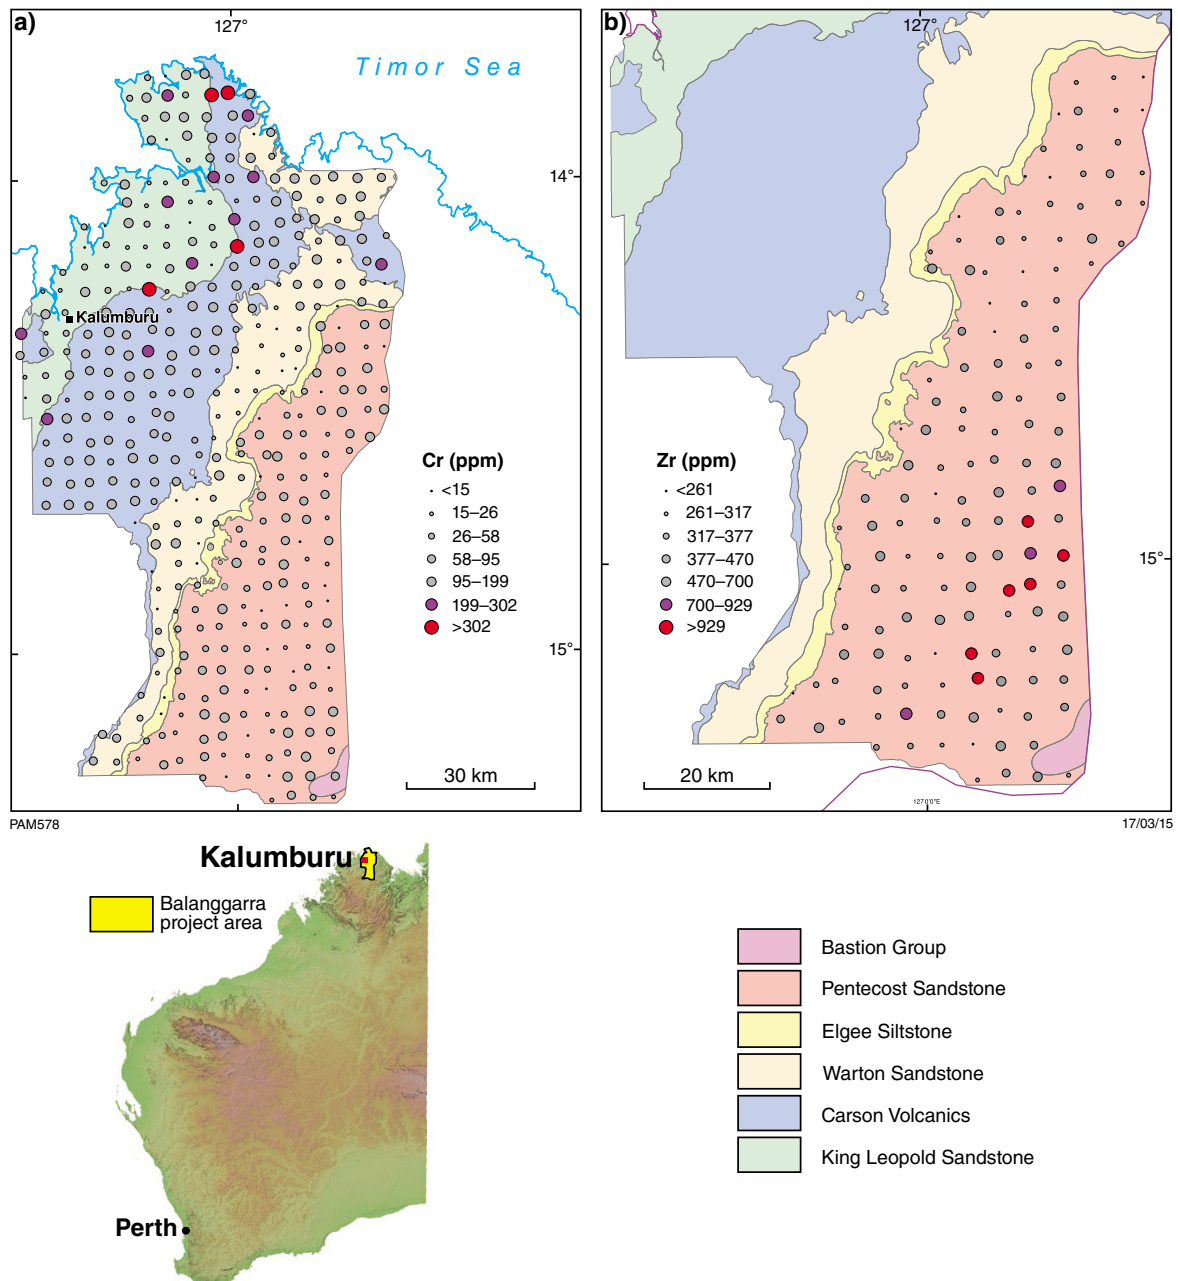 a)
127°
Timor Sea
14°
Kalumburu
Cr (ppm)
<15
15–26
26–58
58–95
95–199
199–302
>302
15°
30 km
PAM578
b)
127°
Zr (ppm)
<261
261–317
317–377
377–470
470–700
700–929
>929
15°
20 km
127°0'0"E
17/03/15
Kalumburu
Balanggarra
project area
Perth
Bastion Group
Pentecost Sandstone
Elgee Siltstone
Warton Sandstone
Carson Volcanics
King Leopold Sandstone